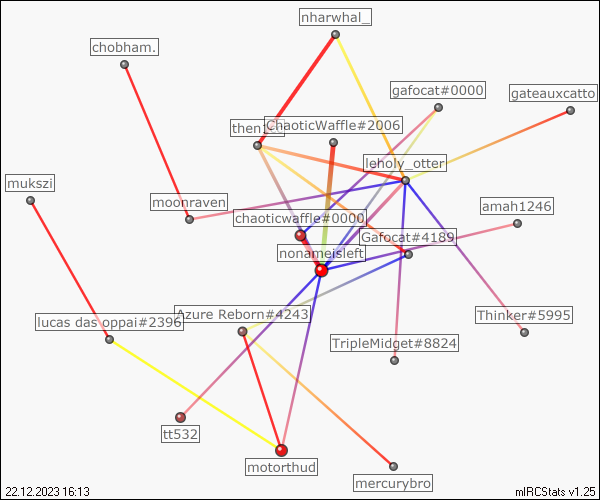 nharwhal_
chobham.
gafocat#0000
gateauxcatto
ChaoticWaffle#2006
leholy_otter
mukszi
moonraven
amah1246
chaoticwaffle#0000
Gafocat#4189
nonameisleft
Azure Reborn#4243
lucas das oppai#2396
Thinker#5995
TripleMidget#8824
tt532
motorthud
mercurybro
22.12.2023 16:13
mIRCStats v1.25